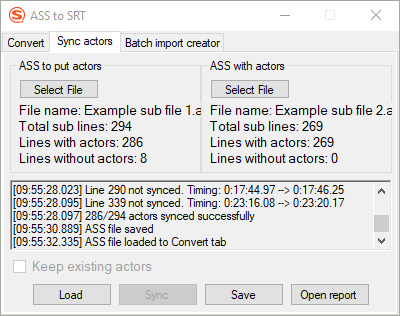 ASS to SRT
Convert Sync actors Batch import creator
ASS to put actors
Select File
File name: Example sub file 1.a
Total sub lines: 294
Lines with actors: 286
Lines without actors: 8
ASS with actors
Select File
File name: Example sub file 2.a
Total sub lines: 269
Lines with actors: 269
Lines without actors: 0
[09:55:28.023] Line 290 not synced. Timing: 0:17:44.97 --> 0:17:46.25
[09:55:28.095] Line 339 not synced. Timing: 0:23:16.08 --> 0:23:20.17
[09:55:28.097] 286/294 actors synced successfully
[09:55:30.889] ASS file saved
[09:55:32.335] ASS file loaded to Convert tab
Keep existing actors
Load Sync Save Open report